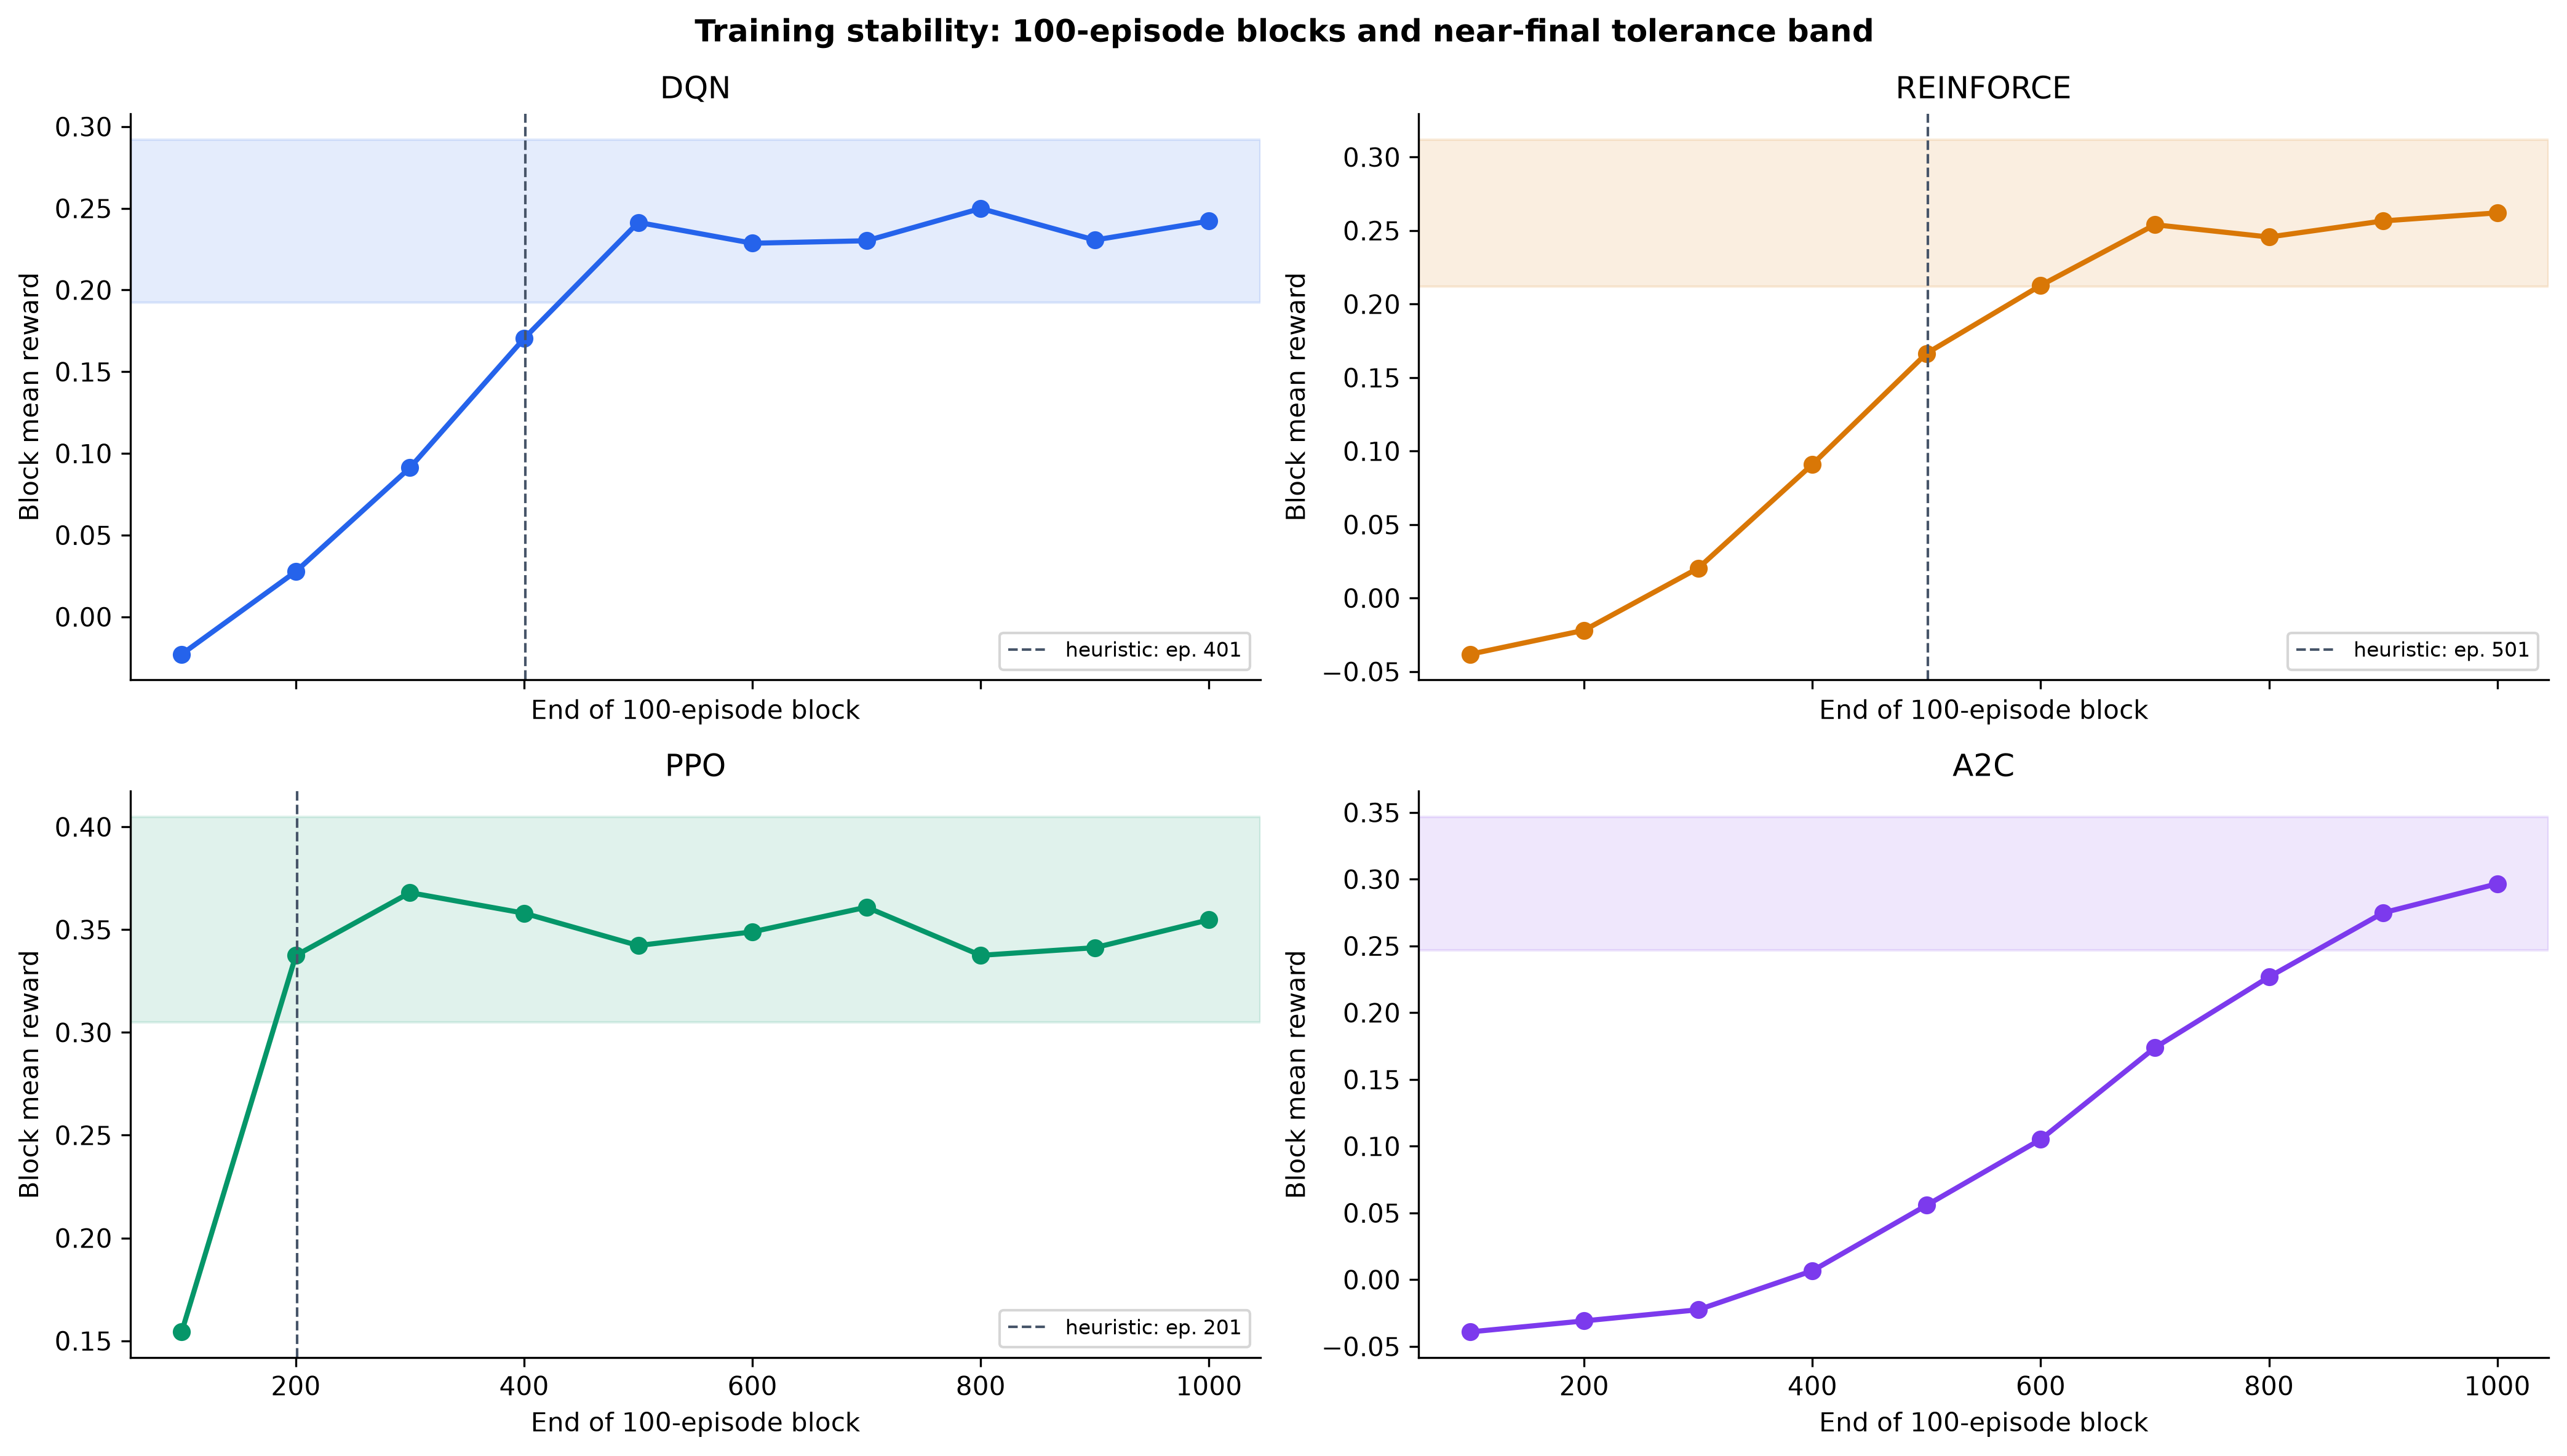 Training stability: 100-episode blocks and near-final tolerance band
DQN
Block mean reward
0.30
0.25
0.20
0.15
0.10
0.05
0.00
heuristic: ep. 401
End of 100-episode block
REINFORCE
Block mean reward
0.30
0.25
0.20
0.15
0.10
0.05
0.00
−0.05
heuristic: ep. 501
End of 100-episode block
PPO
Block mean reward
0.40
0.35
0.30
0.25
0.20
0.15
heuristic: ep. 201
200 400 600 800 1000
End of 100-episode block
A2C
Block mean reward
0.35
0.30
0.25
0.20
0.15
0.10
0.05
0.00
−0.05
200 400 600 800 1000
End of 100-episode block